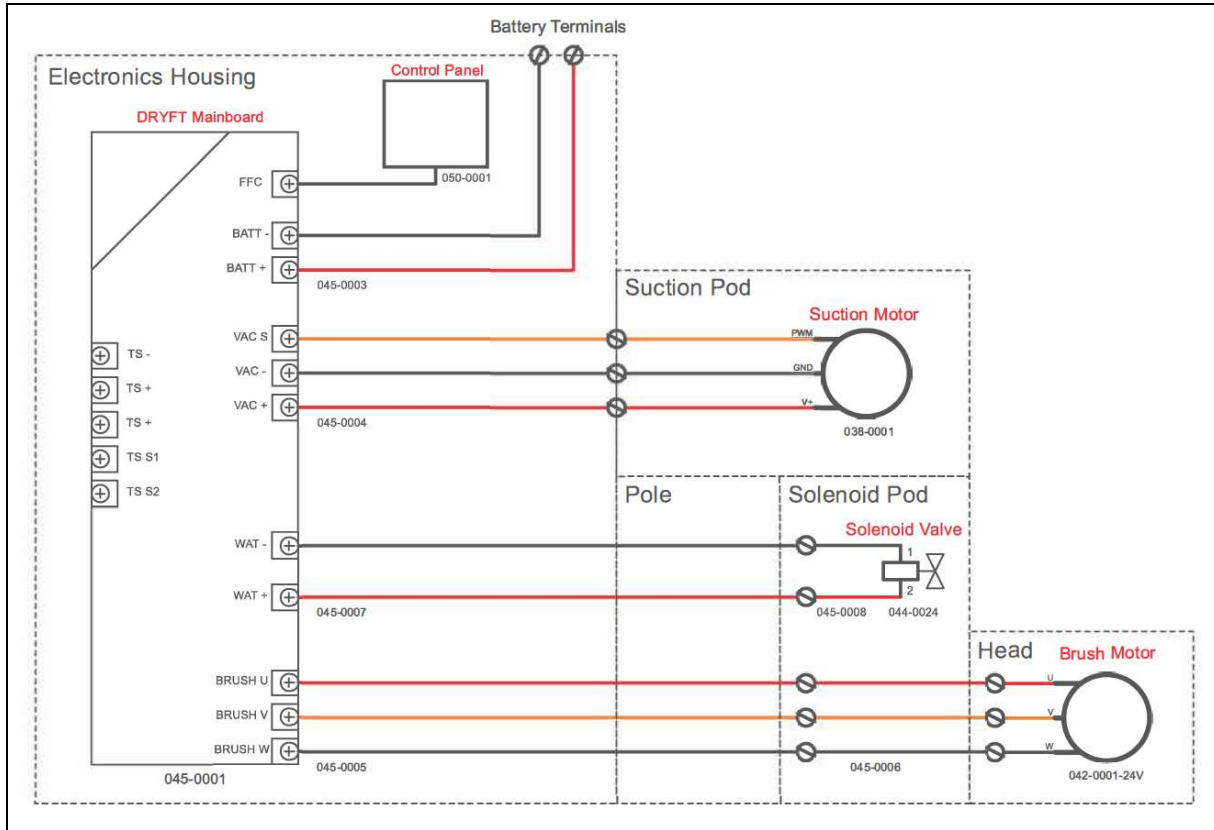 Battery Terminals
Electronics Housing
Control Panel
DRYFT Mainboard
FFC
050-0001
BATT -
BATT +
045-0003
Suction Pod
Suction Motor
VAC S
PWM
TS -
VAC -
GND
TS +
VAC +
V+
045-0004
038-0001
TS +
TS S1
TS S2
Pole
Solenoid Pod
Solenoid Valve
WAT -
1
WAT +
2
045-0007
045-0008
044-0024
Head
Brush Motor
BRUSH U
U
BRUSH V
V
BRUSH W
W
045-0001
045-0005
045-0006
042-0001-24V